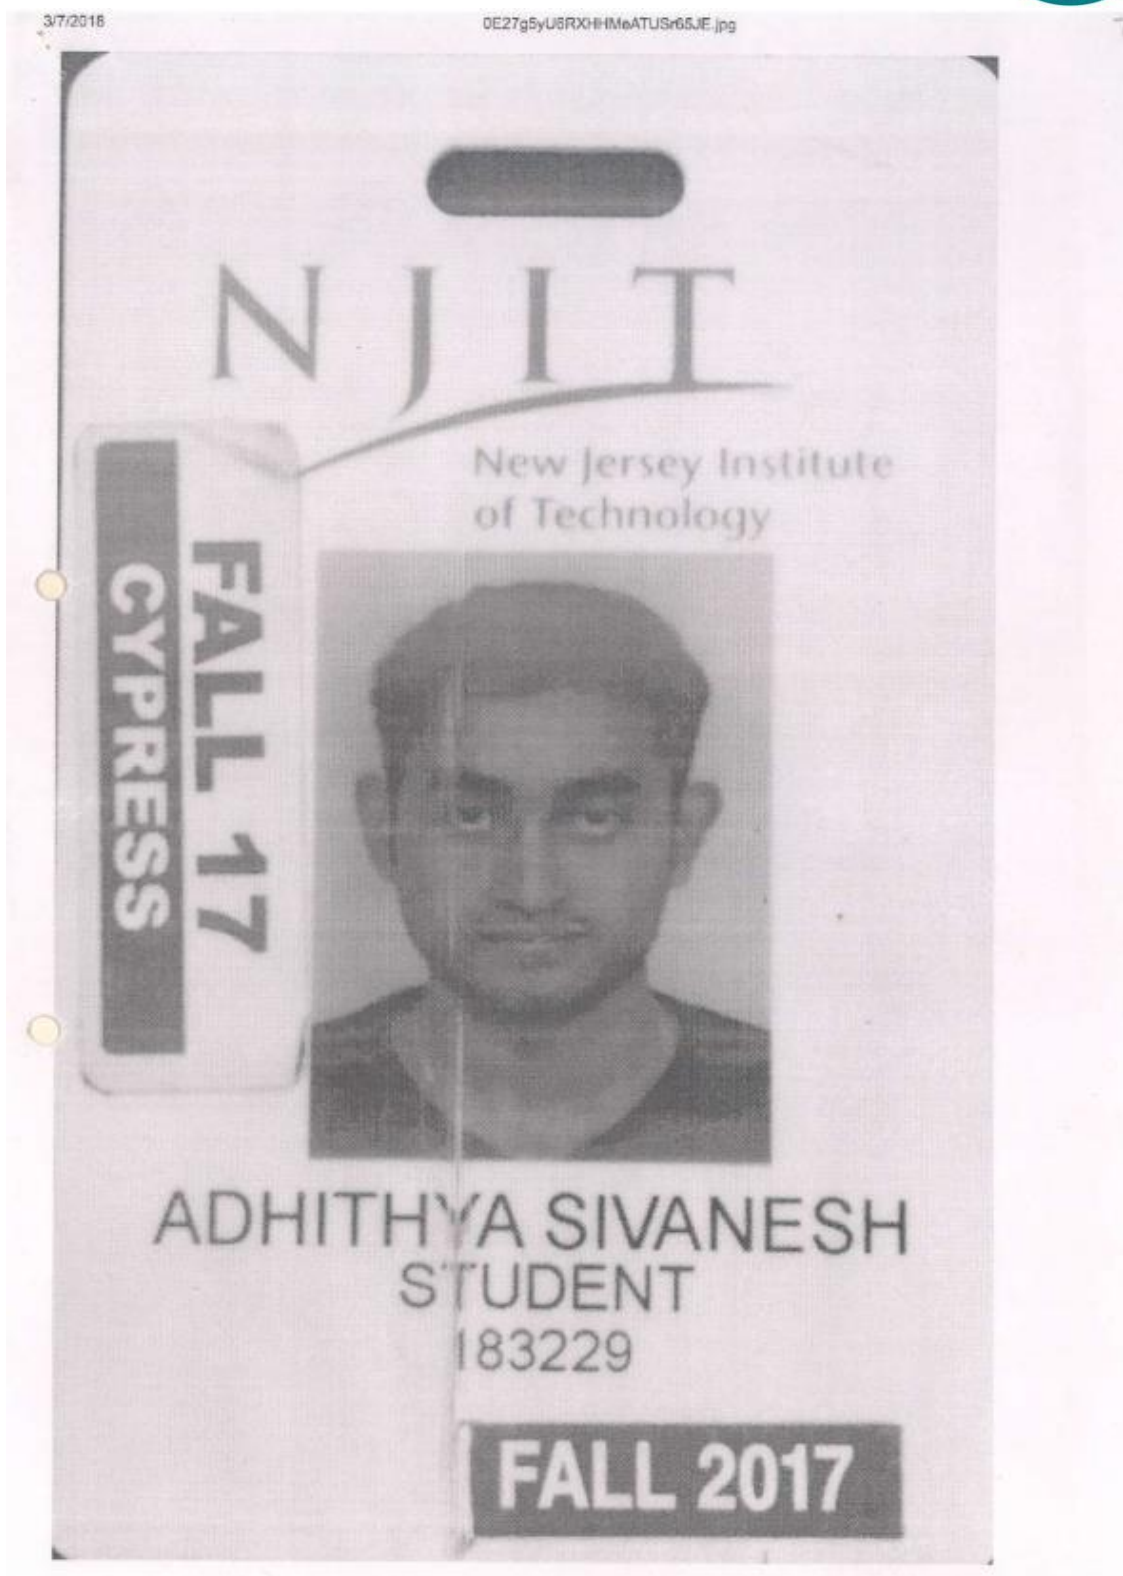 3/7/2018
0E27g5yU8RXHHMeATUSr65JE.jpg
NJIT
New Jersey Institute
of Technology
FALL 17
CYPRESS
ADHITHYA SIVANESH
STUDENT
183229
FALL 2017